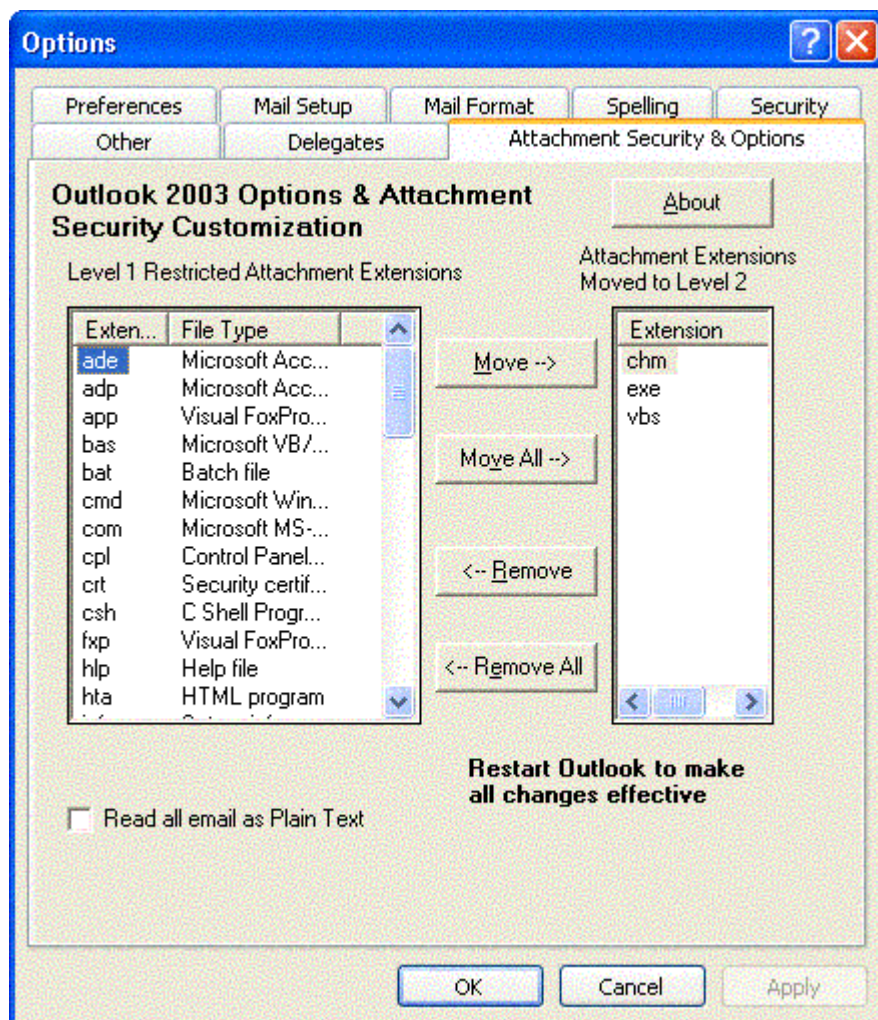 Options
Preferences Mail Setup Mail Format Spelling Security
Other Delegates Attachment Security & Options
Outlook 2003 Options & Attachment
Security Customization
About
Level 1 Restricted Attachment Extensions
Attachment Extensions
Moved to Level 2
Exten... File Type
ade Microsoft Acc...
adp Microsoft Acc...
app Visual FoxPro...
bas Microsoft VB/...
bat Batch file
cmd Microsoft Win...
com Microsoft MS-...
cpl Control Panel...
crt Security certif...
csh C Shell Progr...
fxp Visual FoxPro...
hlp Help file
hta HTML program
Move -->
Move All -->
<-- Remove
<-- Remove All
Extension
chm
exe
vbs
Restart Outlook to make
all changes effective
Read all email as Plain Text
OK Cancel Apply